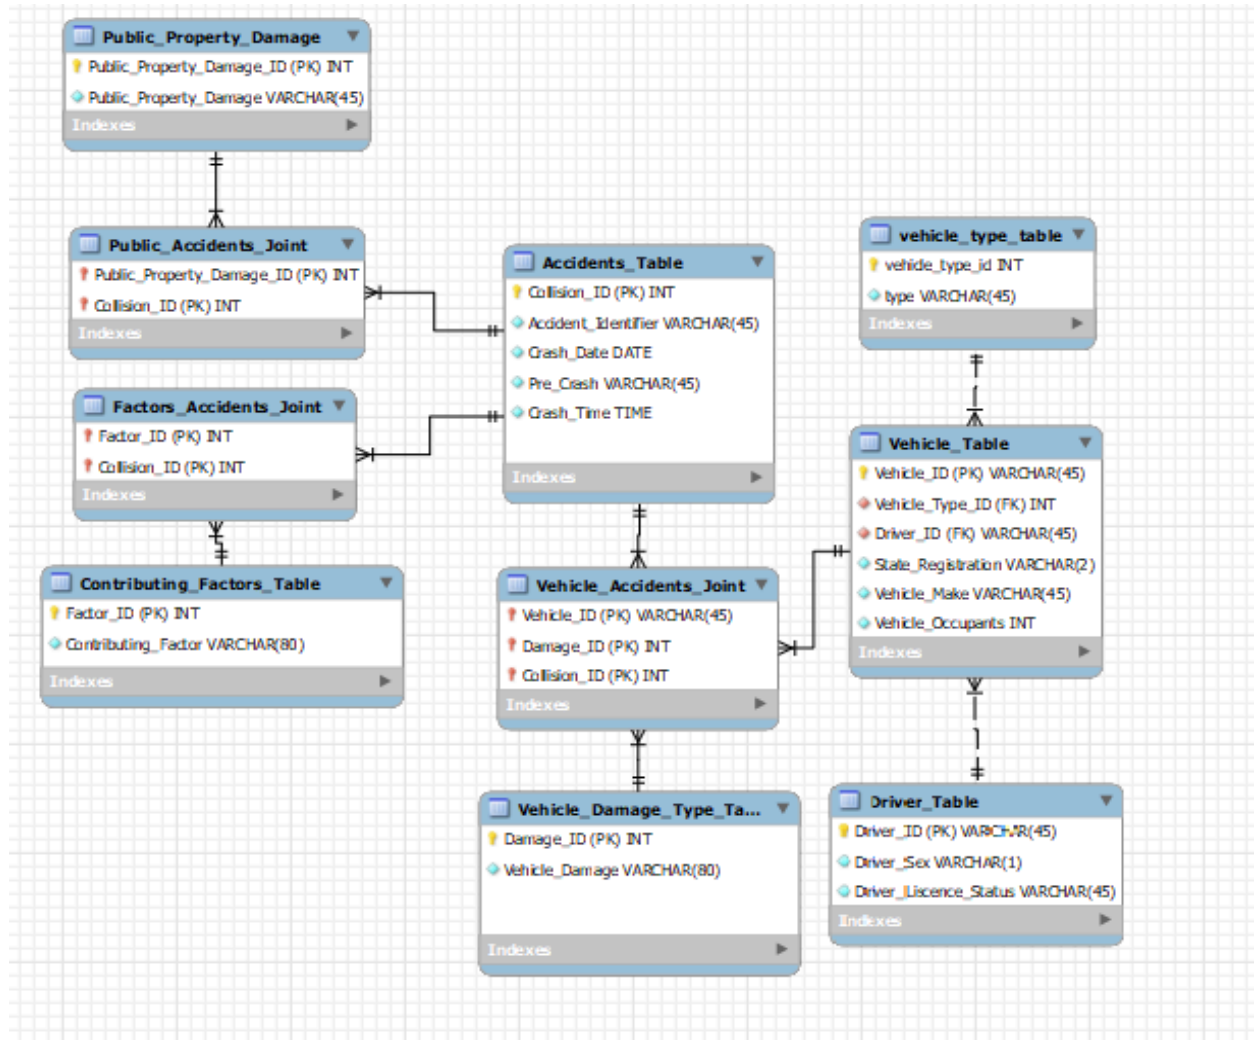 Public_Property_Damage
Public_Property_Damage_ID (PK) INT
Public_Property_Damage VARCHAR(45)
Indexes
Public_Accidents_Joint
Public_Property_Damage_ID (PK) INT
Collision_ID (PK) INT
Indexes
Factors_Accidents_Joint
Factor_ID (PK) INT
Collision_ID (PK) INT
Indexes
Contributing_Factors_Table
Factor_ID (PK) INT
Contributing_Factor VARCHAR(80)
Indexes
Accidents_Table
Collision_ID (PK) INT
Accident_Identifier VARCHAR(45)
Crash_Date DATE
Pre_Crash VARCHAR(45)
Crash_Time TIME
Indexes
Vehicle_Accidents_Joint
Vehicle_ID (PK) VARCHAR(45)
Damage_ID (PK) INT
Collision_ID (PK) INT
Indexes
Vehicle_Damage_Type_Ta...
Damage_ID (PK) INT
Vehicle_Damage VARCHAR(80)
Indexes
vehicle_type_table
vehicle_type_id INT
type VARCHAR(45)
Indexes
Vehicle_Table
Vehicle_ID (PK) VARCHAR(45)
Vehicle_Type_ID (FK) INT
Driver_ID (FK) VARCHAR(45)
State_Registration VARCHAR(2)
Vehicle_Make VARCHAR(45)
Vehicle_Occupants INT
Indexes
Driver_Table
Driver_ID (PK) VARCHAR(45)
Driver_Sex VARCHAR(1)
Driver_Liscence_Status VARCHAR(45)
Indexes